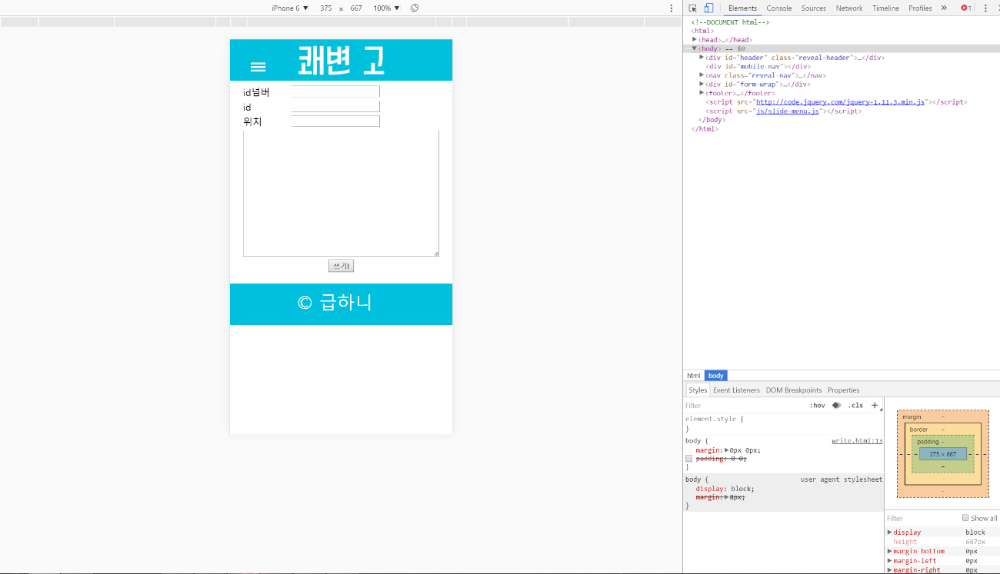 iPhone 6 ▼ 375 × 667 100% ▼
Elements Console Sources Network Timeline Profiles » 1
쾌변 고
id넘버
id
위치
쓰기!
© 급하니
<!--DOCUMENT html-->
<html>
▶<head>…</head>
▼<body> == $0
▶<div id="header" class="reveal-header">…</div>
<div id="mobile-nav"></div>
▶<nav class="reveal-nav">…</nav>
▶<div id="form-wrap">…</div>
▶<footer>…</footer>
<script src="http://code.jquery.com/jquery-1.11.3.min.js"></script>
<script src="js/slide-menu.js"></script>
</body>
</html>
html body
Styles Event Listeners DOM Breakpoints Properties
Filter :hov .cls +
element.style {
}
body { write.html:13
margin:▶0px 0px;
padding: 0 0;
}
body { user agent stylesheet
display: block;
margin:▶8px;
}
margin –
border –
padding –
– – – 375 × 667 – – –
–
–
–
Filter Show all
▶display block
height 667px
▶margin-bottom 0px
▶margin-left 0px
▶margin-right 0px